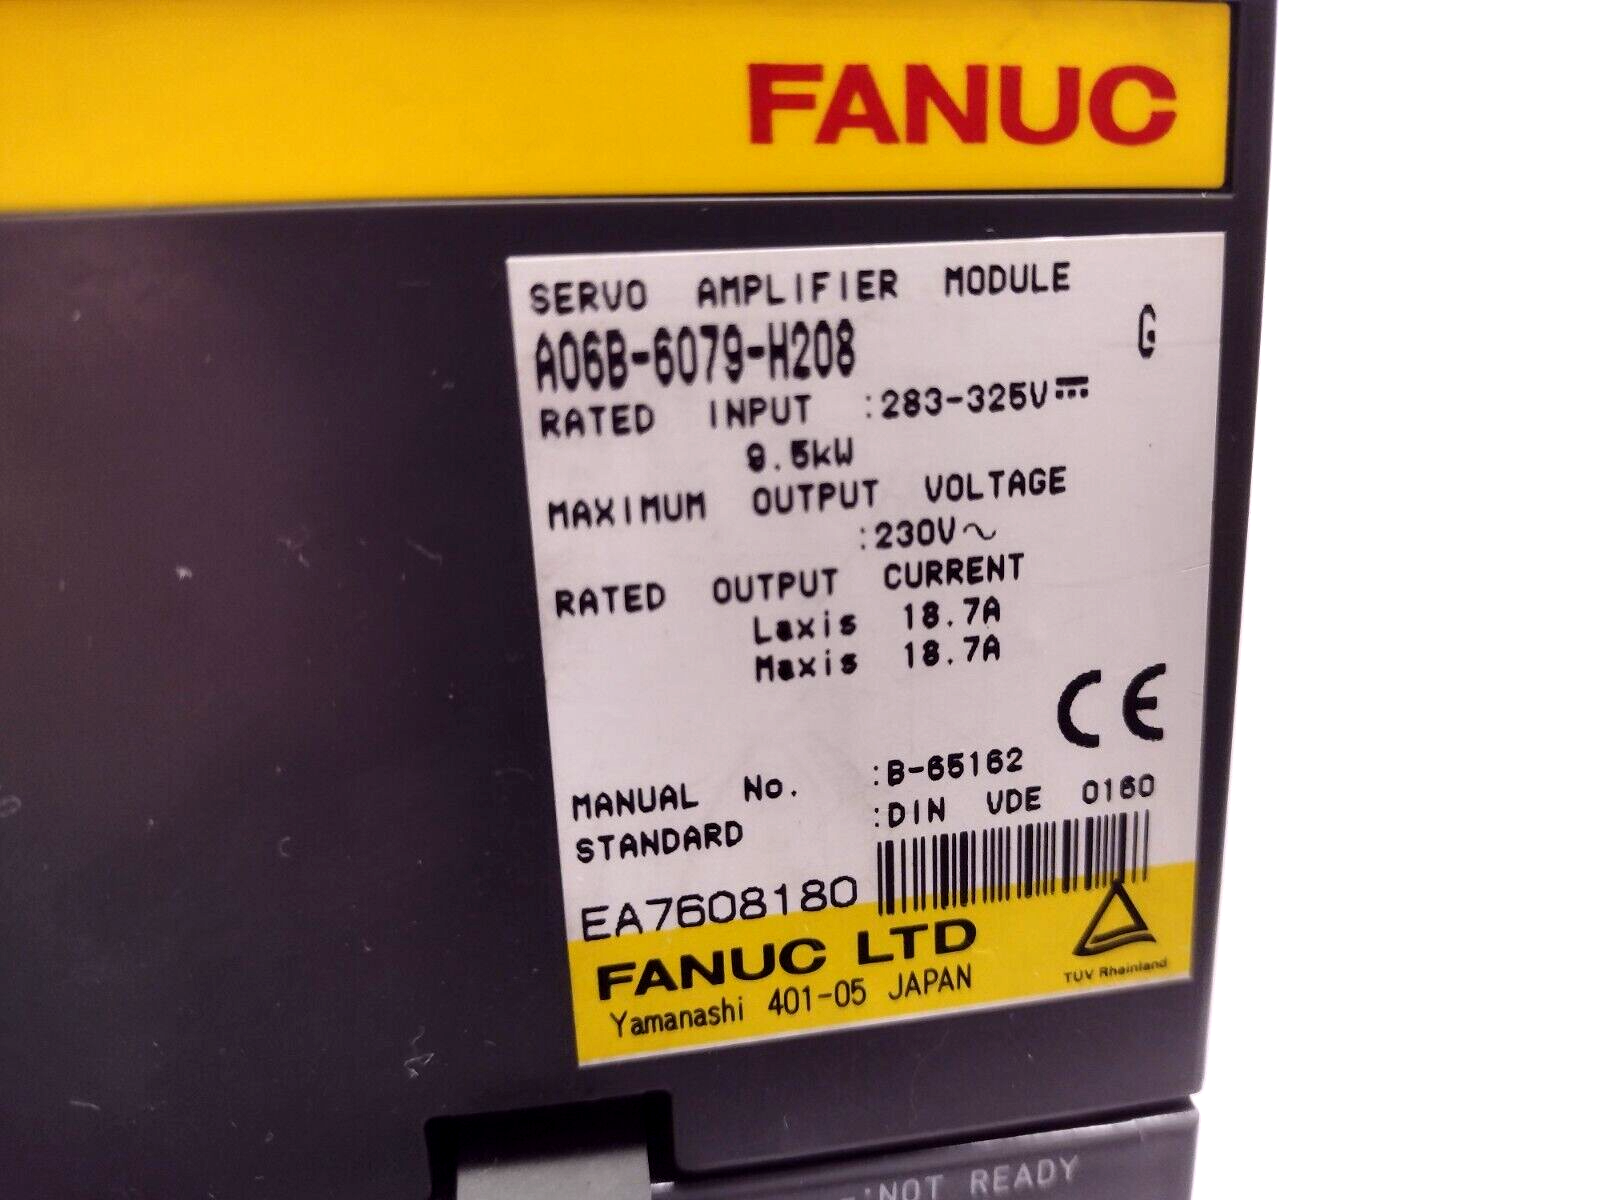 FANUC
SERVO AMPLIFIER MODULE
A06B-6079-H208 G
RATED INPUT :283-325V⎓
9.5kW
MAXIMUM OUTPUT VOLTAGE
:230V~
RATED OUTPUT CURRENT
Laxis 18.7A
Maxis 18.7A
CE
MANUAL No. :B-65162
STANDARD :DIN VDE 0160
EA7608180
FANUC LTD
Yamanashi 401-05 JAPAN
TÜV Rheinland
-:NOT READY